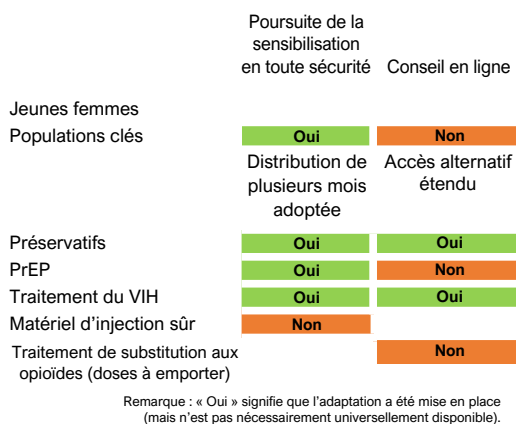 Poursuite de la
sensibilisation
en toute sécurité Conseil en ligne
Jeunes femmes
Populations clés Oui Non
Distribution de Accès alternatif
plusieurs mois étendu
adoptée
Préservatifs Oui Oui
PrEP Oui Non
Traitement du VIH Oui Oui
Matériel d'injection sûr Non
Traitement de substitution aux Non
opioïdes (doses à emporter)
Remarque : « Oui » signifie que l'adaptation a été mise en place
(mais n'est pas nécessairement universellement disponible).